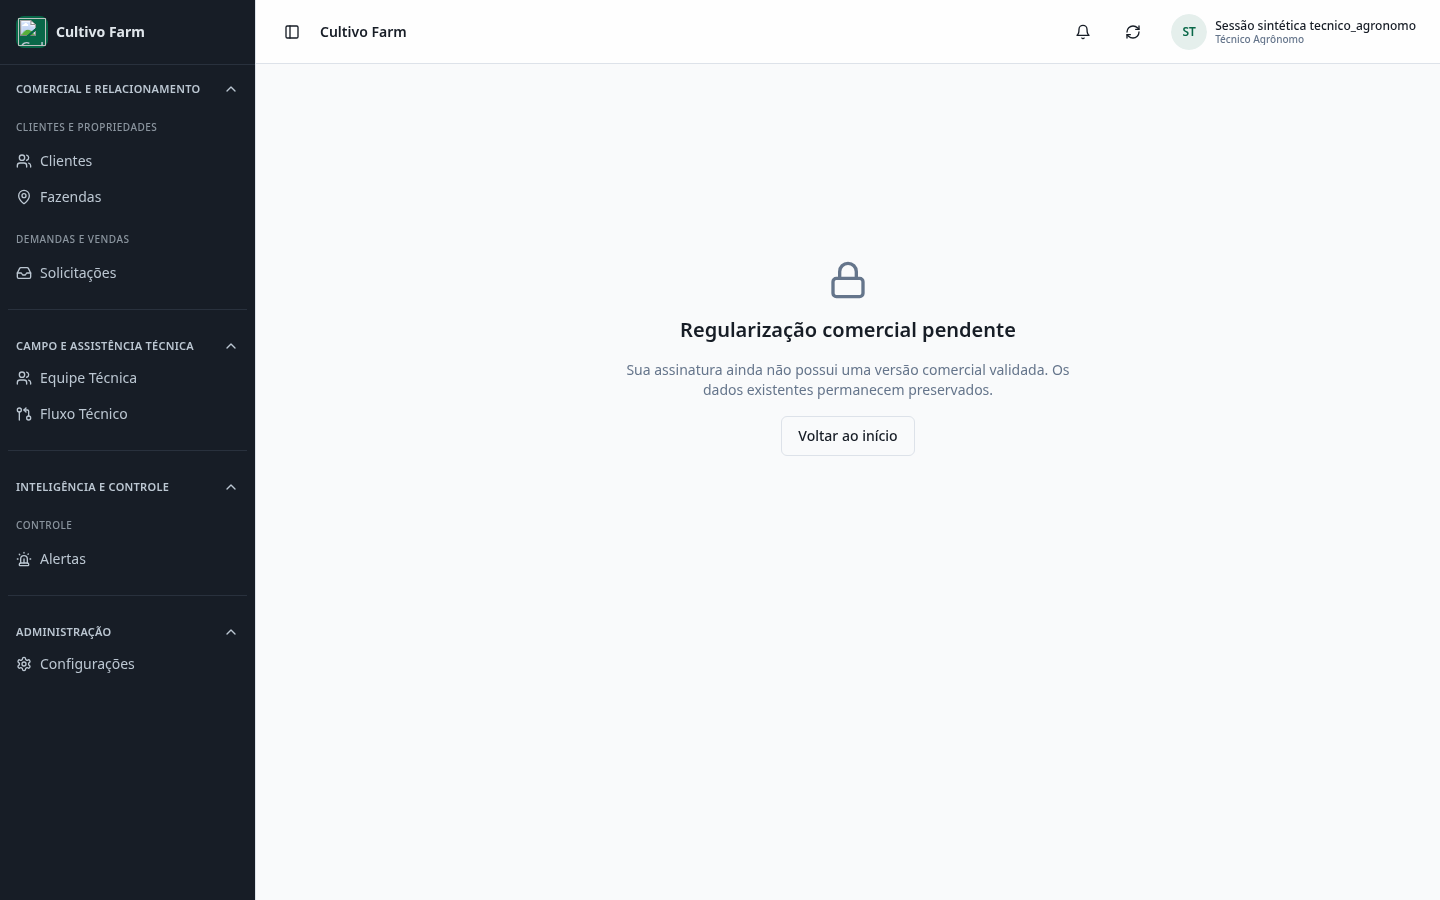 Cultivo Farm
COMERCIAL E RELACIONAMENTO
CLIENTES E PROPRIEDADES
Clientes
Fazendas
DEMANDAS E VENDAS
Solicitações
CAMPO E ASSISTÊNCIA TÉCNICA
Equipe Técnica
Fluxo Técnico
INTELIGÊNCIA E CONTROLE
CONTROLE
Alertas
ADMINISTRAÇÃO
Configurações
Cultivo Farm
ST
Sessão sintética tecnico_agronomo
Técnico Agrônomo
Regularização comercial pendente
Sua assinatura ainda não possui uma versão comercial validada. Os
dados existentes permanecem preservados.
Voltar ao início